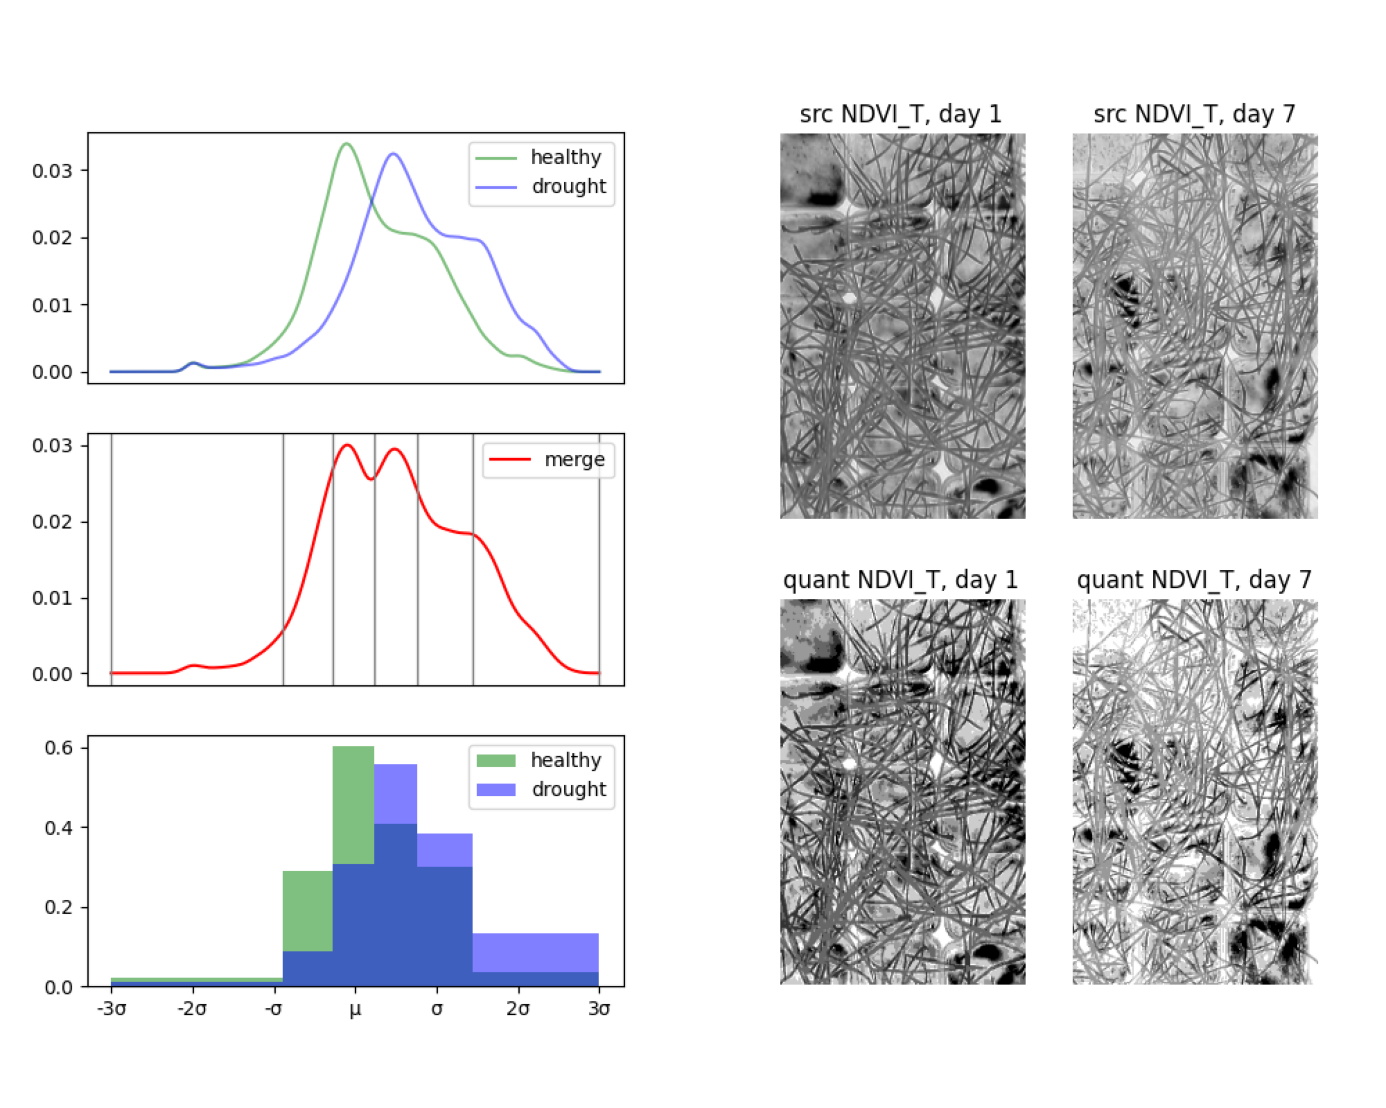 healthy
drought
0.03
0.02
0.01
0.00
merge
0.03
0.02
0.01
0.00
healthy
drought
0.6
0.4
0.2
0.0
-3σ -2σ -σ μ σ 2σ 3σ
src NDVI_T, day 1
src NDVI_T, day 7
quant NDVI_T, day 1
quant NDVI_T, day 7